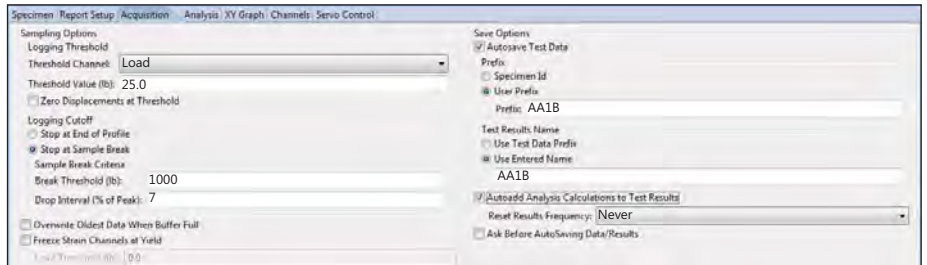 Specimen Report Setup Acquisition Analysis XY Graph Channels Servo Control
Sampling Options
Logging Threshold
Threshold Channel: Load
Threshold Value (lb): 25.0
Zero Displacements at Threshold
Logging Cutoff
Stop at End of Profile
Stop at Sample Break
Sample Break Criteria
Break Threshold (lb): 1000
Drop Interval (% of Peak): 7
Overwrite Oldest Data When Buffer Full
Freeze Strain Channels at Yield
Load Threshold (lb): 0.0
Save Options
Autosave Test Data
Prefix
Specimen Id
User Prefix
Prefix: AA1B
Test Results Name
Use Test Data Prefix
Use Entered Name
AA1B
Autoadd Analysis Calculations to Test Results
Reset Results Frequency: Never
Ask Before AutoSaving Data/Results